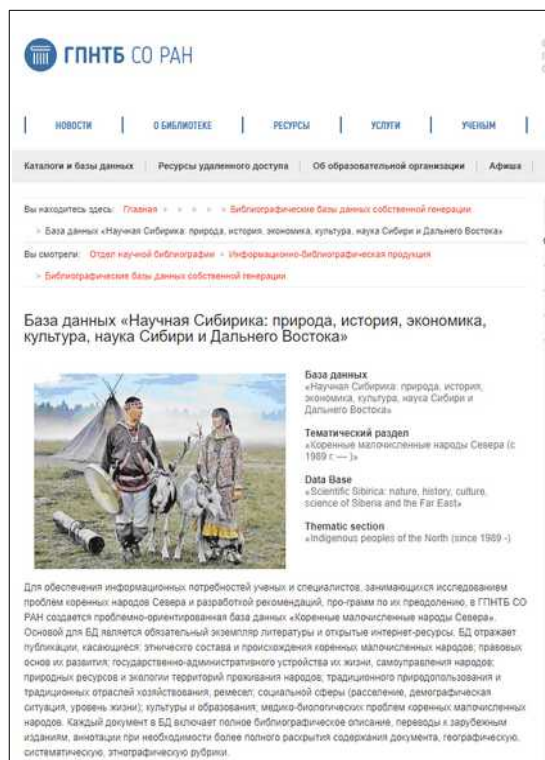 ГПНТБ СО РАН
НОВОСТИ О БИБЛИОТЕКЕ РЕСУРСЫ УСЛУГИ УЧЕНЫМ
Каталоги и базы данных Ресурсы удаленного доступа Об образовательной организации Афиша
Вы находитесь здесь: Главная » » » » » Библиографические базы данных собственной генерации
» База данных «Научная Сибирика: природа, история, экономика, культура, наука Сибири и Дальнего Востока»
Вы смотрели: Отдел научной библиографии » Информационно-библиографическая продукция
» Библиографические базы данных собственной генерации
База данных «Научная Сибирика: природа, история, экономика,
культура, наука Сибири и Дальнего Востока»
База данных
«Научная Сибирика: природа, история,
экономика, культура, наука Сибири и
Дальнего Востока»
Тематический раздел
«Коренные малочисленные народы Севера (с
1989 г. — )»
Data Base
«Scientific Sibirica: nature, history, culture,
science of Siberia and the Far East»
Thematic section
«Indigenous peoples of the North (since 1989 -)
Для обеспечения информационных потребностей ученых и специалистов, занимающихся исследованием
проблем коренных народов Севера и разработкой рекомендаций, про-грамм по их преодолению, в ГПНТБ СО
РАН создается проблемно-ориентированная база данных «Коренные малочисленные народы Севера».
Основой для БД является обязательный экземпляр литературы и открытые интернет-ресурсы. БД отражает
публикации, касающиеся: этнического состава и происхождения коренных малочисленных народов; правовых
основ их развития; государственно-административного устройства их жизни, самоуправления народов;
природных ресурсов и экологии территорий проживания народов; традиционного природопользования и
традиционных отраслей хозяйствования, ремесел; социальной сферы (расселение, демографическая
ситуация, уровень жизни); культуры и образования; медико-биологических проблем коренных малочисленных
народов. Каждый документ в БД включает полное библиографическое описание, переводы к зарубежным
изданиям, аннотации при необходимости более полного раскрытия содержания документа, географическую,
систематическую, этнографическую рубрики.